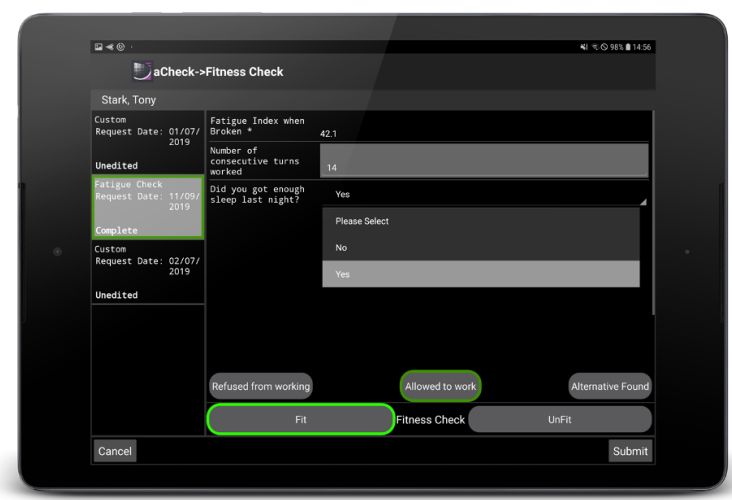 98% 14:56
aCheck->Fitness Check
Stark, Tony
Custom
Request Date: 01/07/
2019
Unedited
Fatigue Check
Request Date: 11/09/
2019
Complete
Custom
Request Date: 02/07/
2019
Unedited
Fatigue Index when
Broken *
42.1
Number of
consecutive turns
worked
14
Did you got enough
sleep last night?
Yes
Please Select
No
Yes
Refused from working
Allowed to work
Alternative Found
Fit
Fitness Check
UnFit
Cancel
Submit